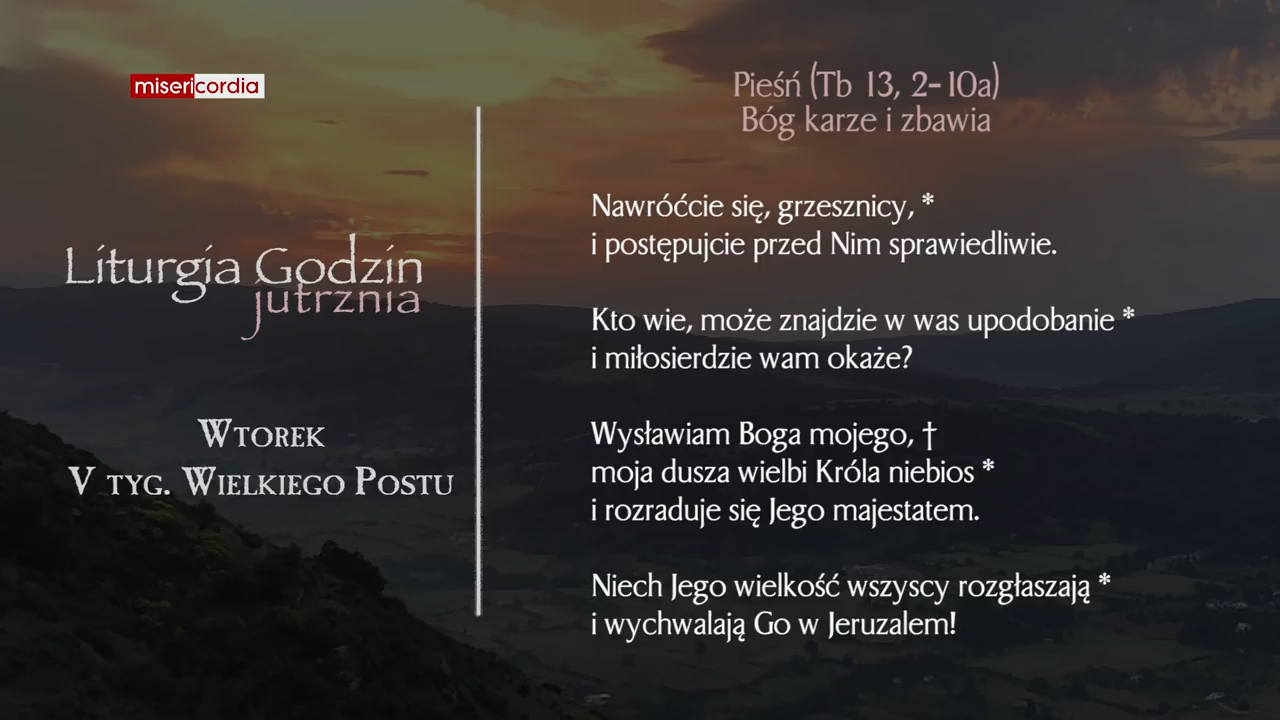 misericordia
Liturgia Godzin
jutrznia
Wtorek
V tyg. Wielkiego Postu
Pieśń (Tb 13, 2-10a)
Bóg karze i zbawia
Nawróćcie się, grzesznicy, *
i postępujcie przed Nim sprawiedliwie.
Kto wie, może znajdzie w was upodobanie *
i miłosierdzie wam okaże?
Wysławiam Boga mojego, †
moja dusza wielbi Króla niebios *
i rozraduje się Jego majestatem.
Niech Jego wielkość wszyscy rozgłaszają *
i wychwalają Go w Jeruzalem!